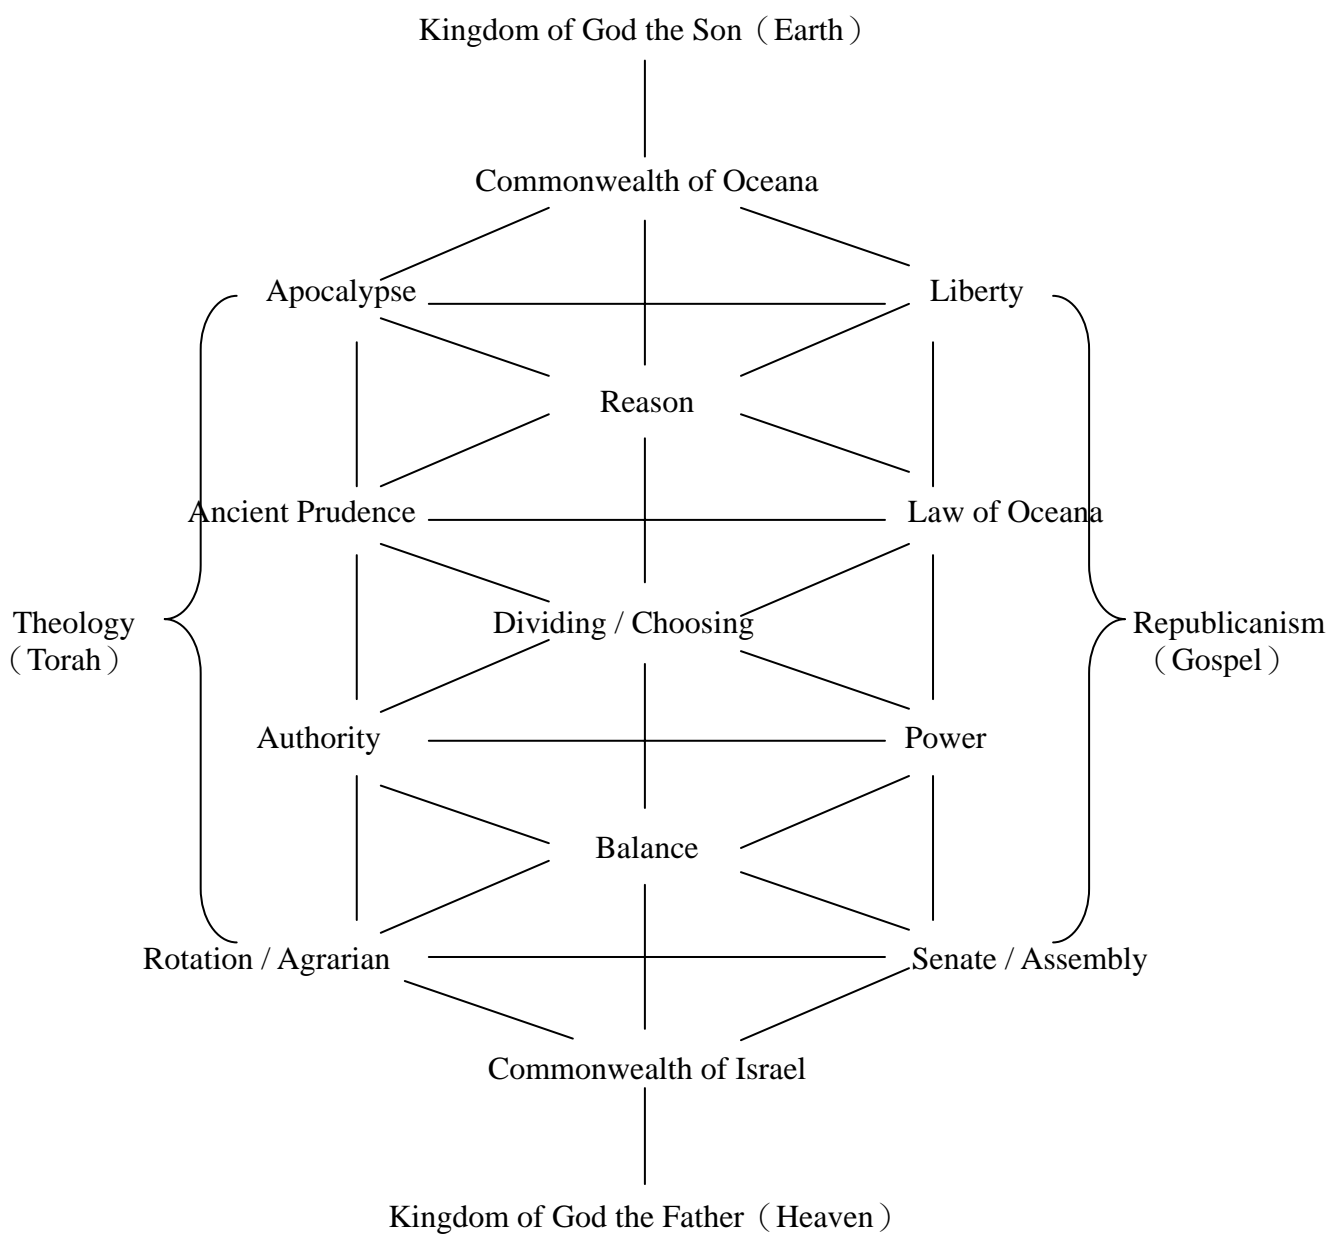 Kingdom of God the Son（Earth）
Commonwealth of Oceana
Apocalypse
Liberty
Reason
Ancient Prudence
Law of Oceana
Theology
（Torah）
Dividing / Choosing
Republicanism
（Gospel）
Authority
Power
Balance
Rotation / Agrarian
Senate / Assembly
Commonwealth of Israel
Kingdom of God the Father（Heaven）